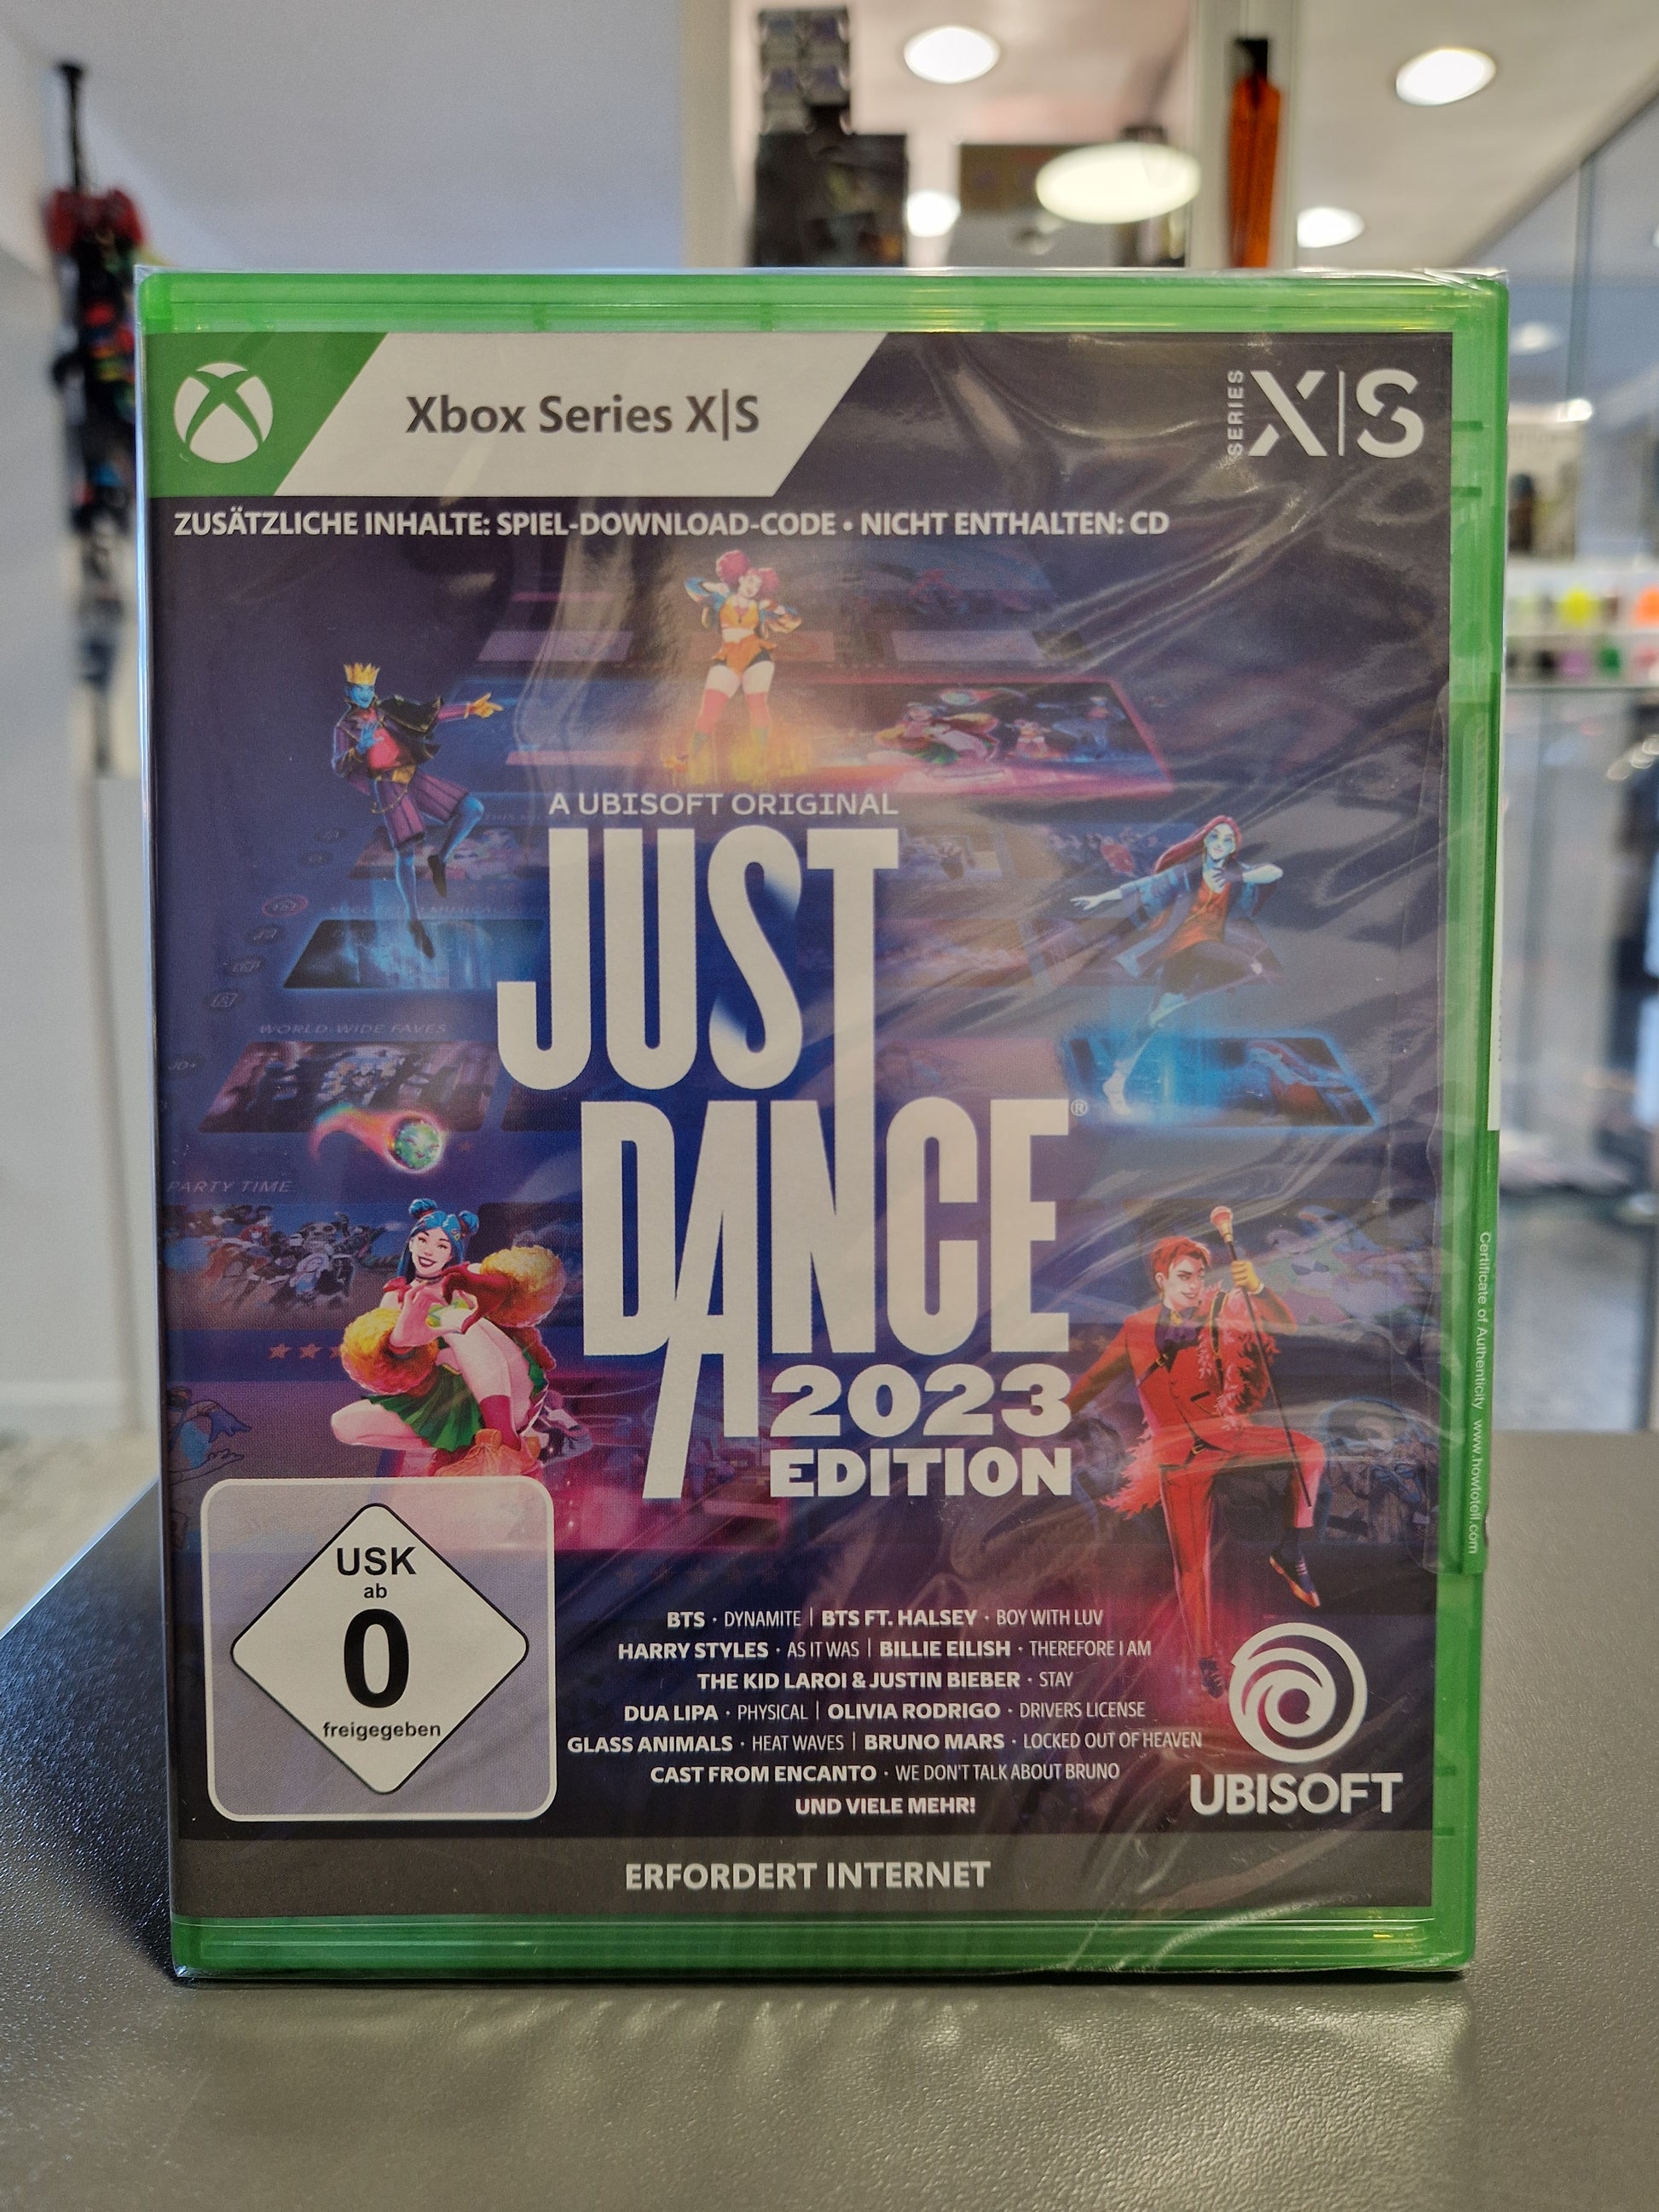 Xbox Series X|S
SERIES X|S
ZUSÄTZLICHE INHALTE: SPIEL-DOWNLOAD-CODE • NICHT ENTHALTEN: CD
A UBISOFT ORIGINAL
JUST
DANCE®
2023
EDITION
WORLD WIDE FAVES
PARTY TIME
USK
ab
0
freigegeben
BTS · DYNAMITE | BTS FT. HALSEY · BOY WITH LUV
HARRY STYLES · AS IT WAS | BILLIE EILISH · THEREFORE I AM
THE KID LAROI & JUSTIN BIEBER · STAY
DUA LIPA · PHYSICAL | OLIVIA RODRIGO · DRIVERS LICENSE
GLASS ANIMALS · HEAT WAVES | BRUNO MARS · LOCKED OUT OF HEAVEN
CAST FROM ENCANTO · WE DON'T TALK ABOUT BRUNO
UND VIELE MEHR!
UBISOFT
ERFORDERT INTERNET
Certificate of Authenticity www.howtotell.com